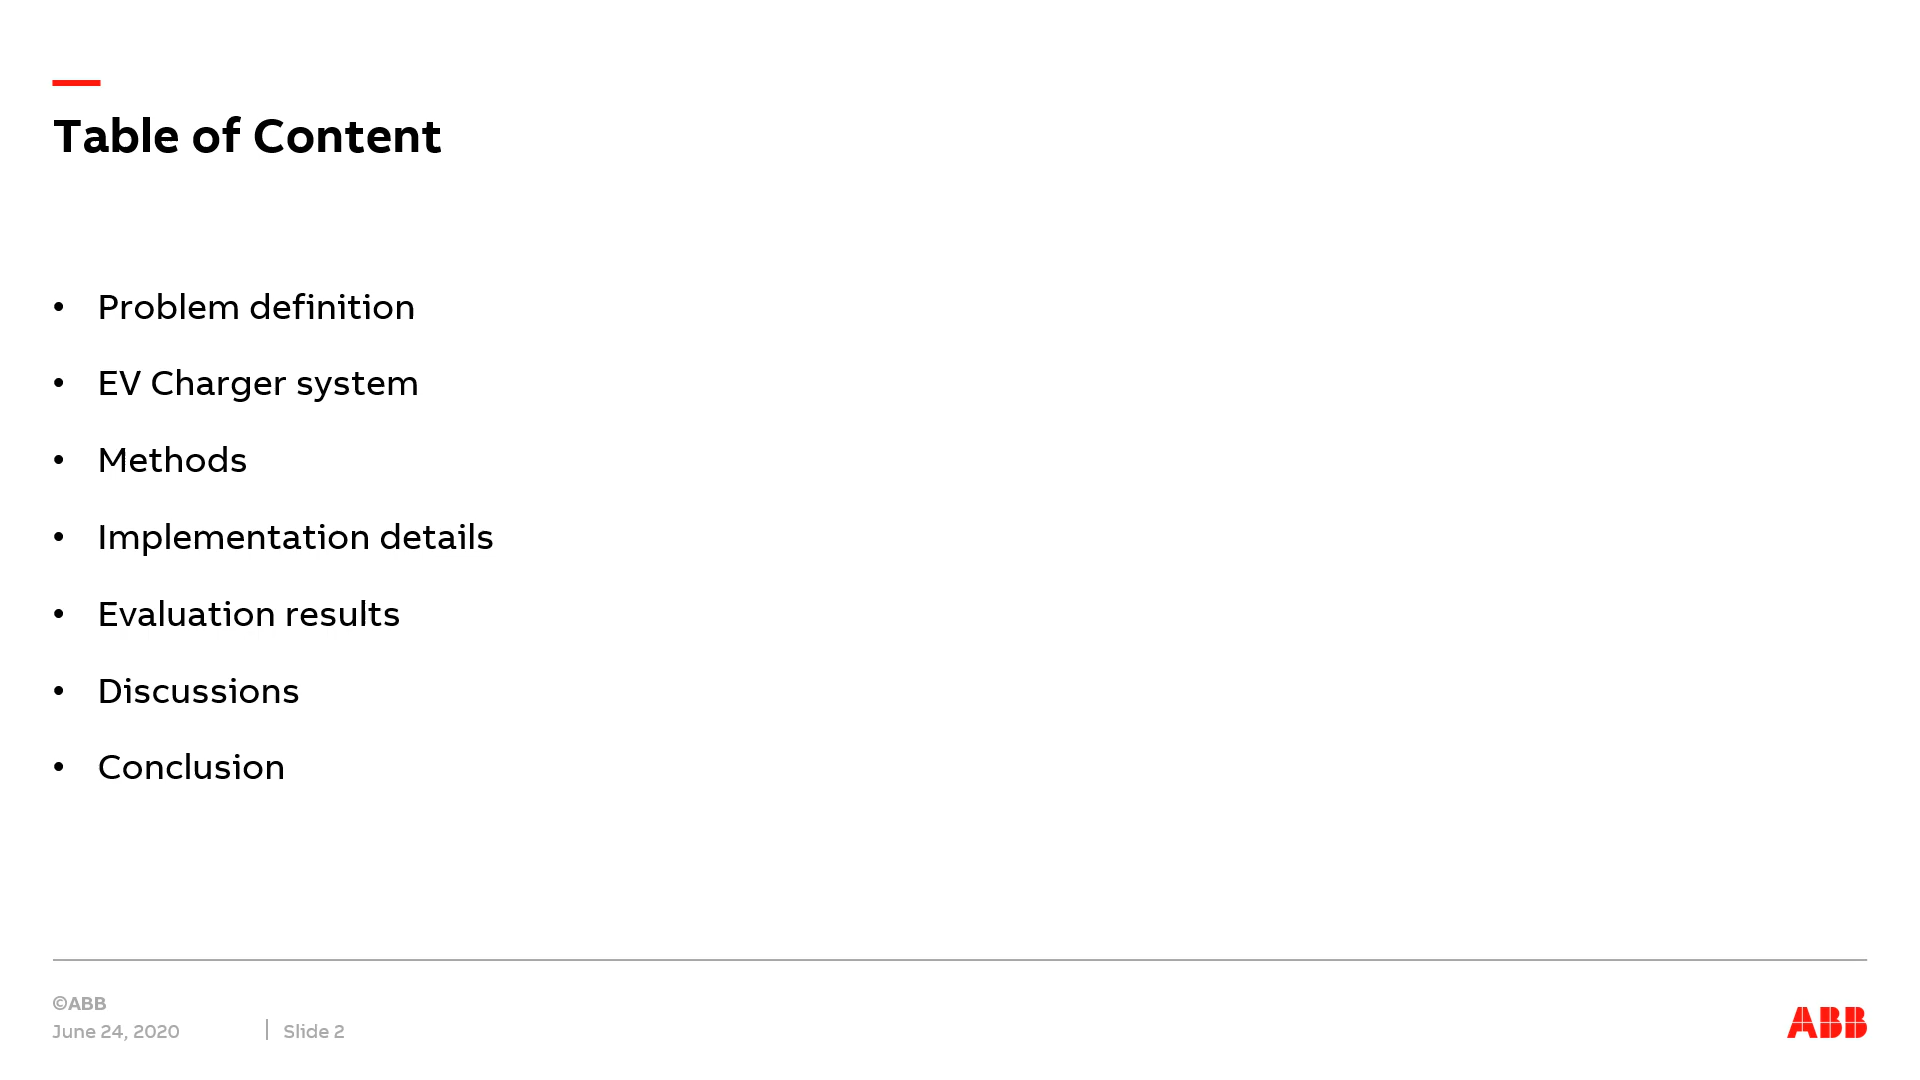 Table of Content
• Problem definition
• EV Charger system
• Methods
• Implementation details
• Evaluation results
• Discussions
• Conclusion
©ABB
June 24, 2020 | Slide 2
ABB